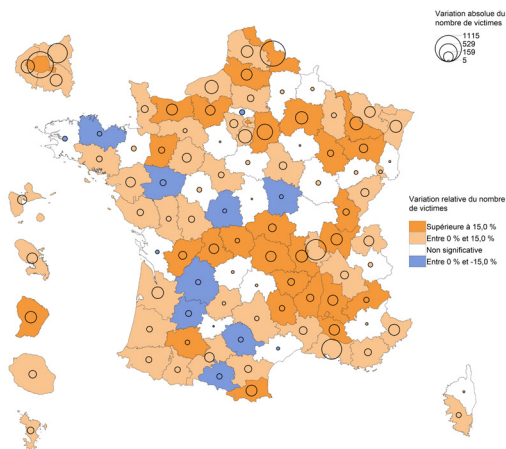 Variation absolue du
nombre de victimes
1115
529
159
5
Variation relative du nombre
de victimes
Supérieure à 15,0 %
Entre 0 % et 15,0 %
Non significative
Entre 0 % et -15,0 %